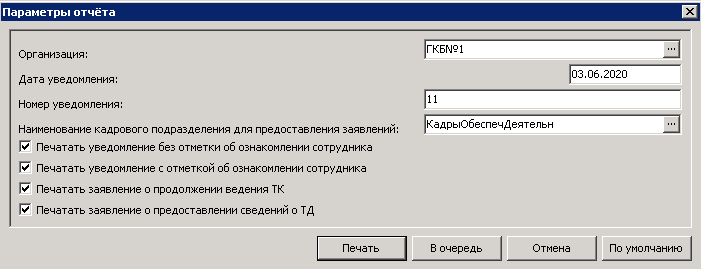 Параметры отчёта
Организация: ГКБ№1 ...
Дата уведомления: 03.06.2020
Номер уведомления: 11
Наименование кадрового подразделения для предоставления заявлений: КадрыОбеспечДеятельн ...
Печатать уведомление без отметки об ознакомлении сотрудника
Печатать уведомление с отметкой об ознакомлении сотрудника
Печатать заявление о продолжении ведения ТК
Печатать заявление о предоставлении сведений о ТД
Печать В очередь Отмена По умолчанию